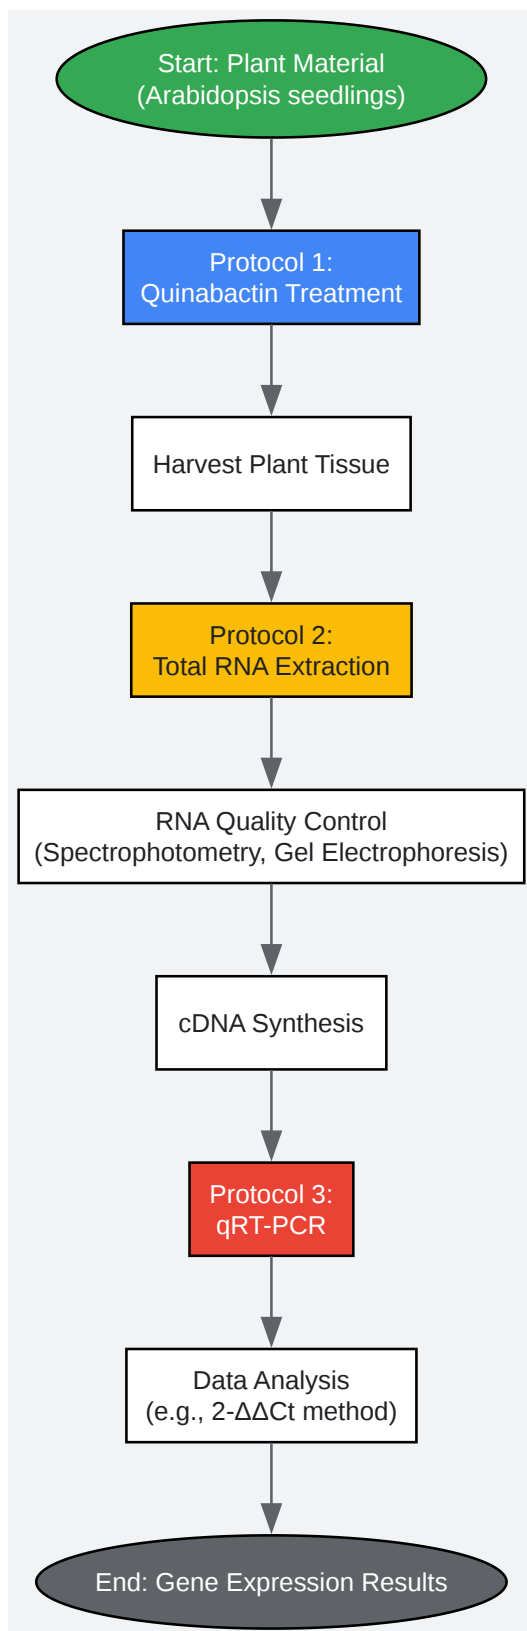 Start: Plant Material
(Arabidopsis seedlings)
Protocol 1:
Quinabactin Treatment
Harvest Plant Tissue
Protocol 2:
Total RNA Extraction
RNA Quality Control
(Spectrophotometry, Gel Electrophoresis)
cDNA Synthesis
Protocol 3:
qRT-PCR
Data Analysis
(e.g., 2-ΔΔCt method)
End: Gene Expression Results